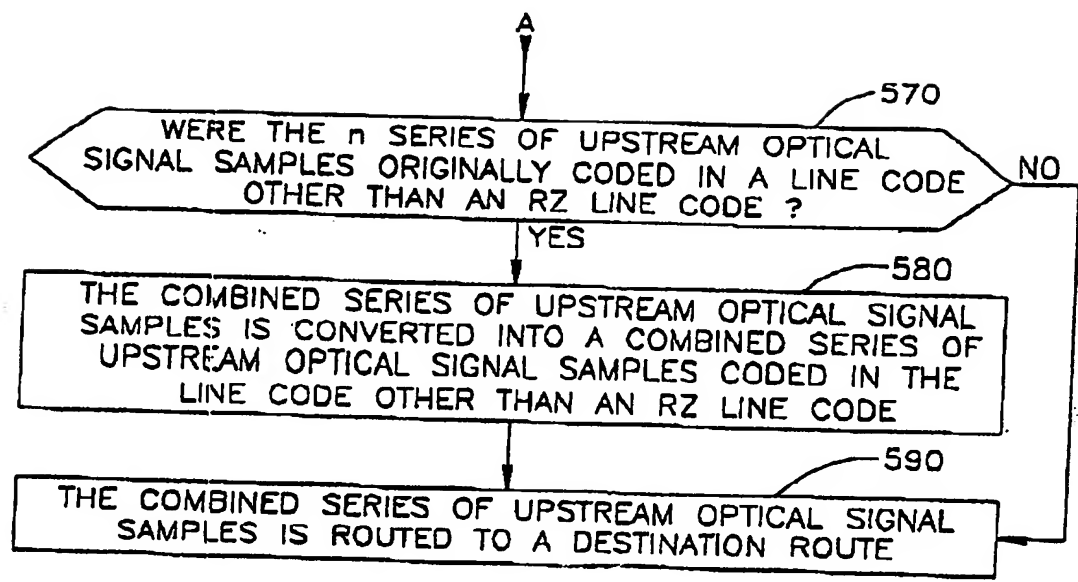 A
570
WERE THE n SERIES OF UPSTREAM OPTICAL
SIGNAL SAMPLES ORIGINALLY CODED IN A LINE CODE
OTHER THAN AN RZ LINE CODE ?
NO
YES
580
THE COMBINED SERIES OF UPSTREAM OPTICAL SIGNAL
SAMPLES IS CONVERTED INTO A COMBINED SERIES OF
UPSTREAM OPTICAL SIGNAL SAMPLES CODED IN THE
LINE CODE OTHER THAN AN RZ LINE CODE
590
THE COMBINED SERIES OF UPSTREAM OPTICAL SIGNAL
SAMPLES IS ROUTED TO A DESTINATION ROUTE